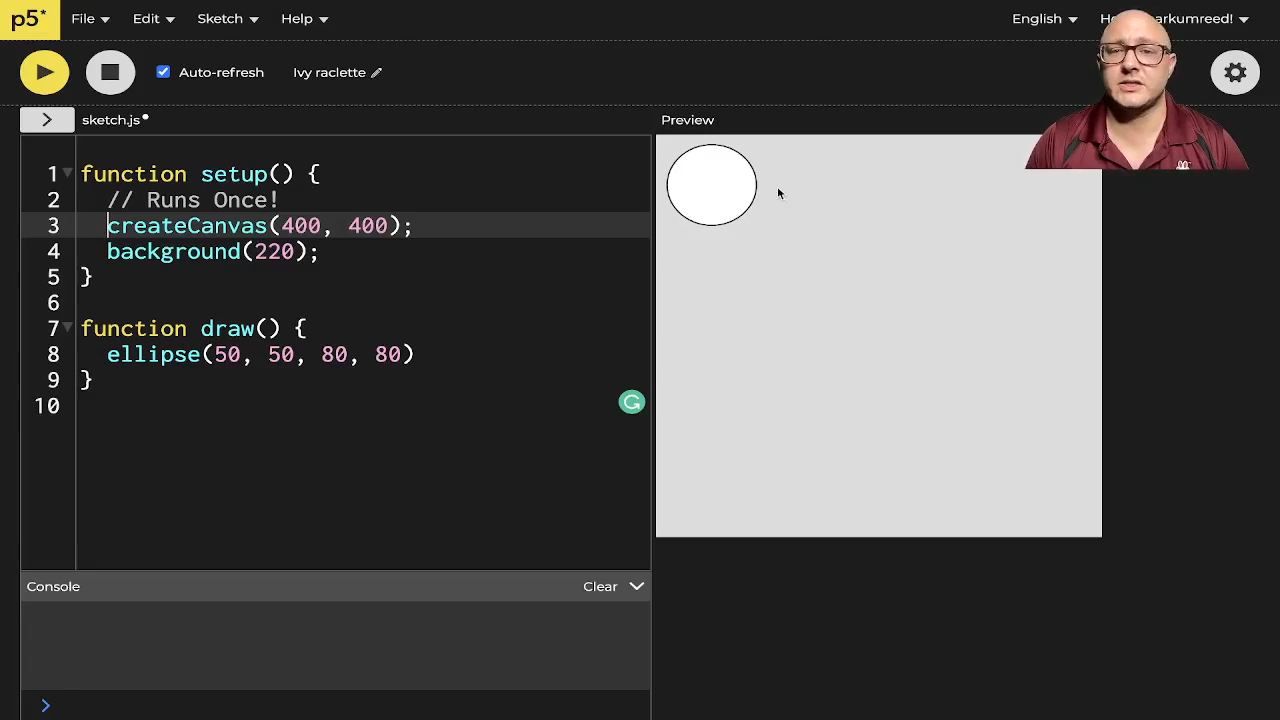 p5* File Edit Sketch Help English arkumreed!
Auto-refresh Ivy raclette
> sketch.js• Preview
1 function setup() {
2 // Runs Once!
3 createCanvas(400, 400);
4 background(220);
5 }
6
7 function draw() {
8 ellipse(50, 50, 80, 80)
9 }
10
Console Clear
>